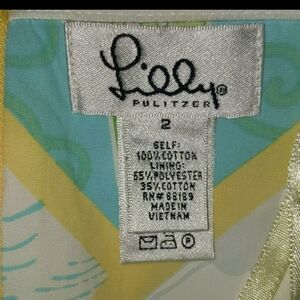 Lilly®
PULITZER
2
SELF:
100% COTTON
LINING:
65% POLYESTER
35% COTTON
RN# 88189
MADE IN
VIETNAM
P